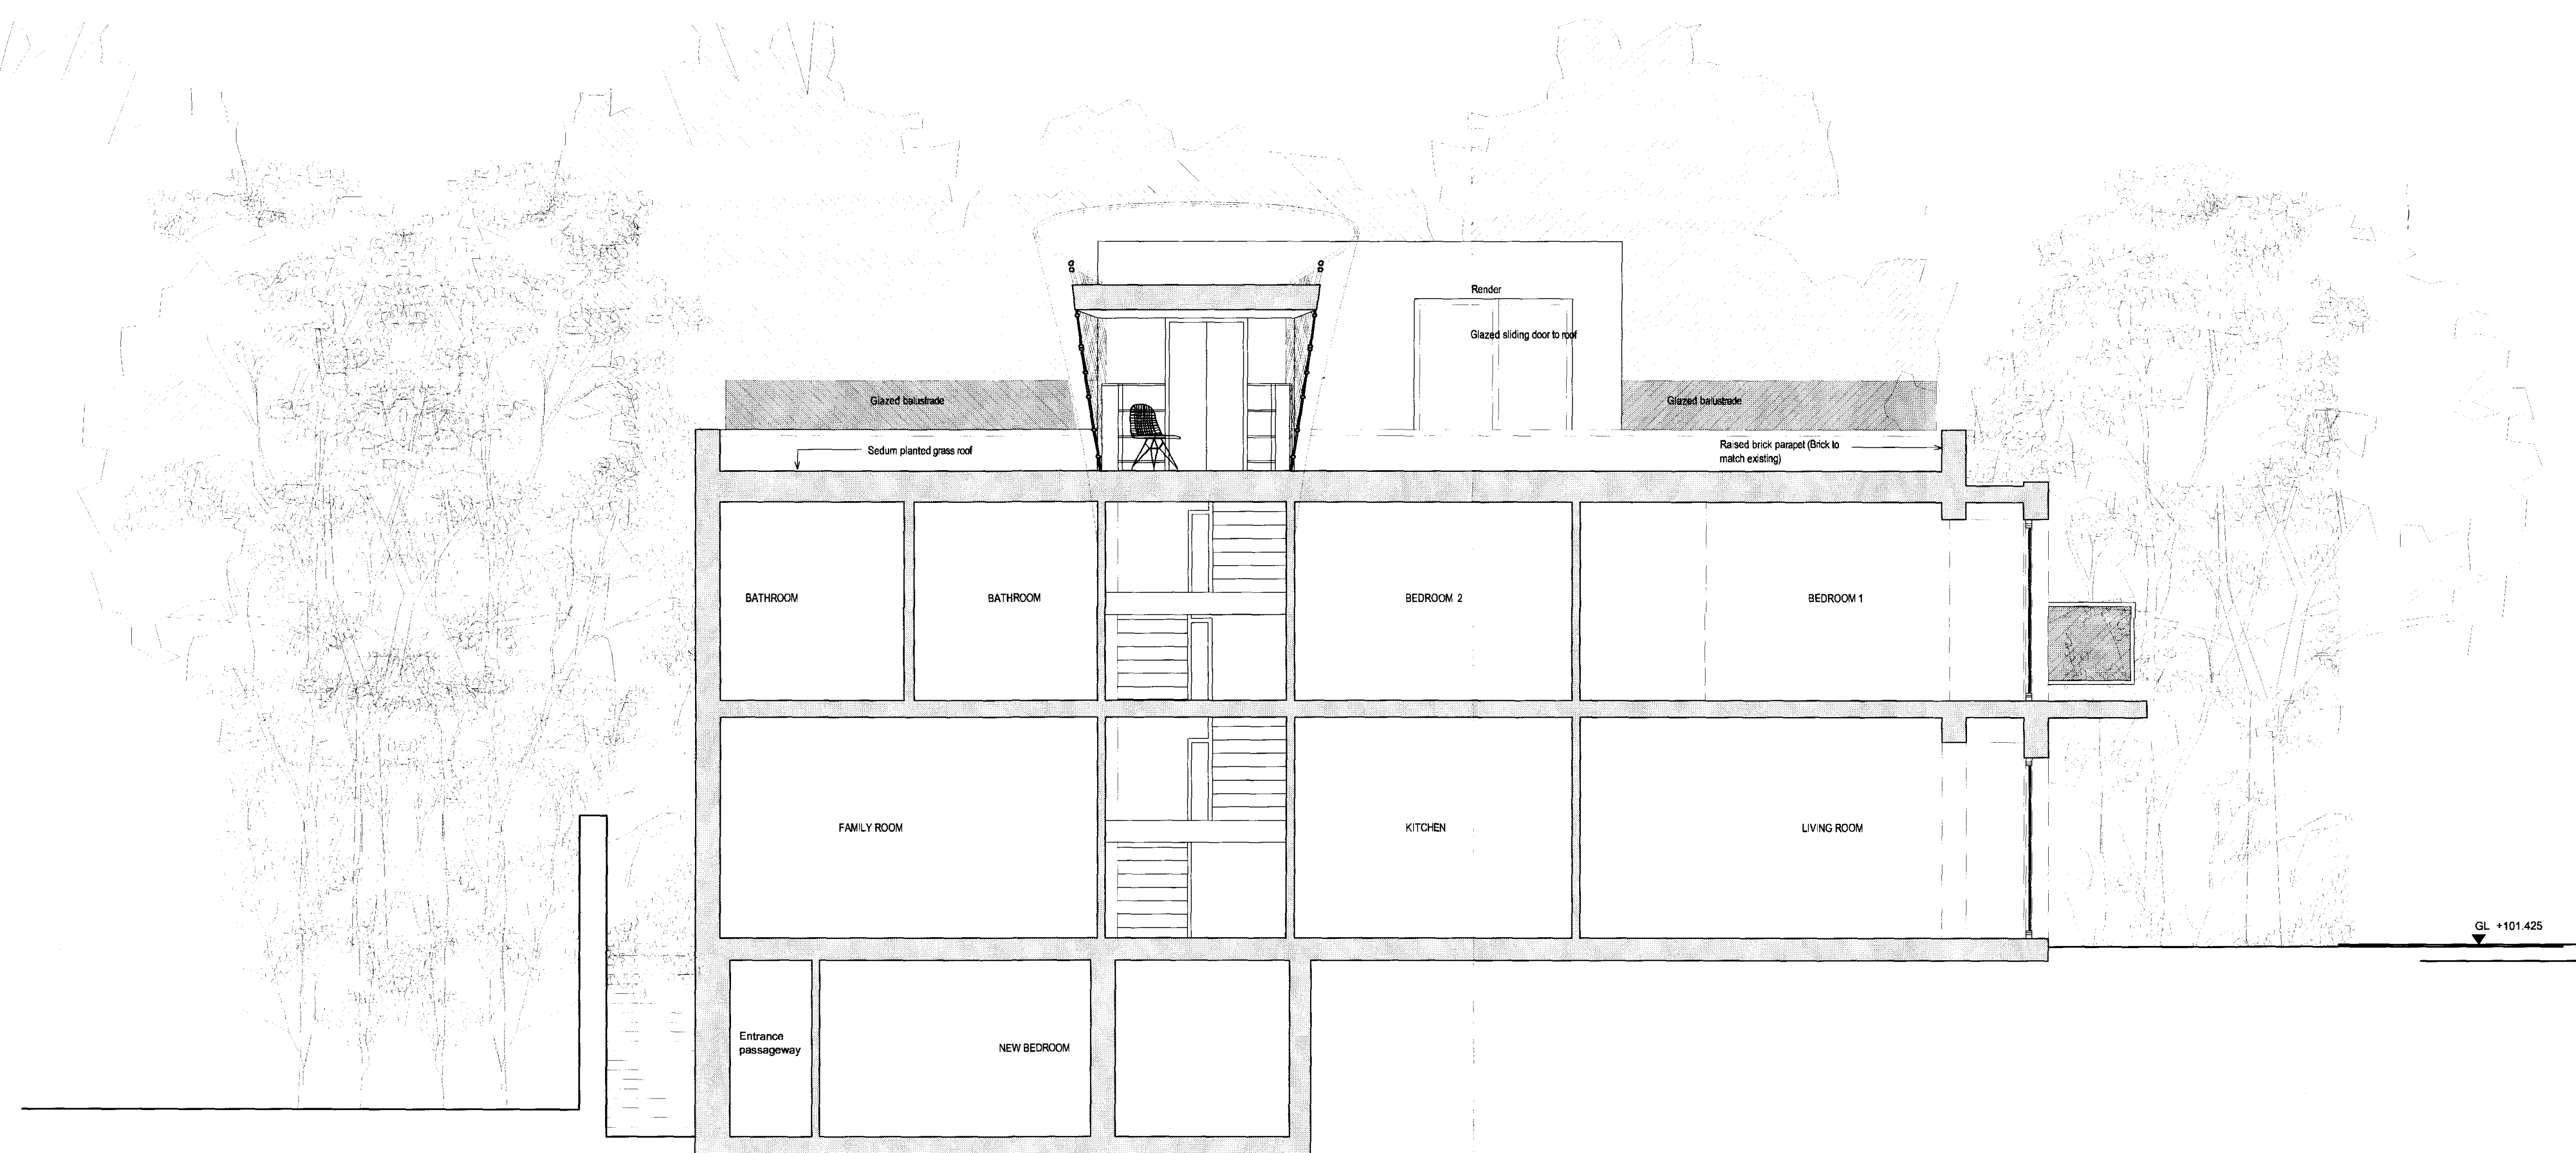 Render
Glazed sliding door to roof
Glazed balustrade
Glazed balustrade
Sedum planted grass roof
Raised brick parapet (Brick to
match existing)
BATHROOM
BATHROOM
BEDROOM 2
BEDROOM 1
FAMILY ROOM
KITCHEN
LIVING ROOM
GL +101.425
Entrance
passageway
NEW BEDROOM